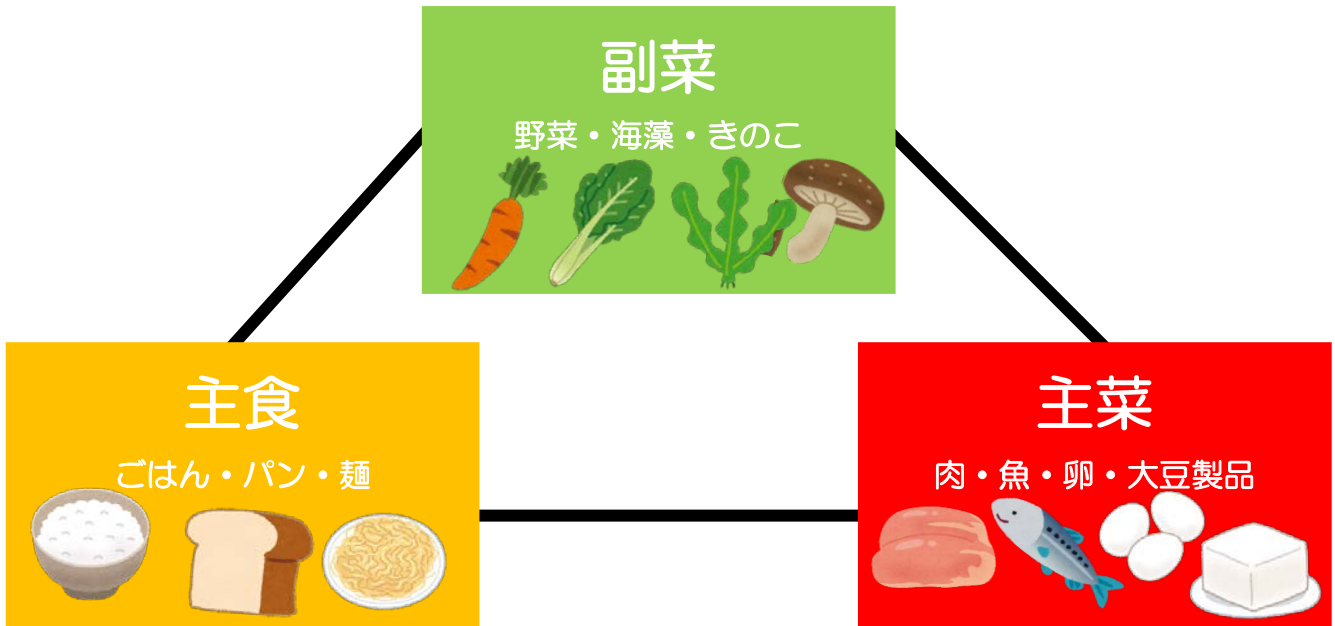 副菜
野菜・海藻・きのこ
主食
ごはん・パン・麺
主菜
肉・魚・卵・大豆製品